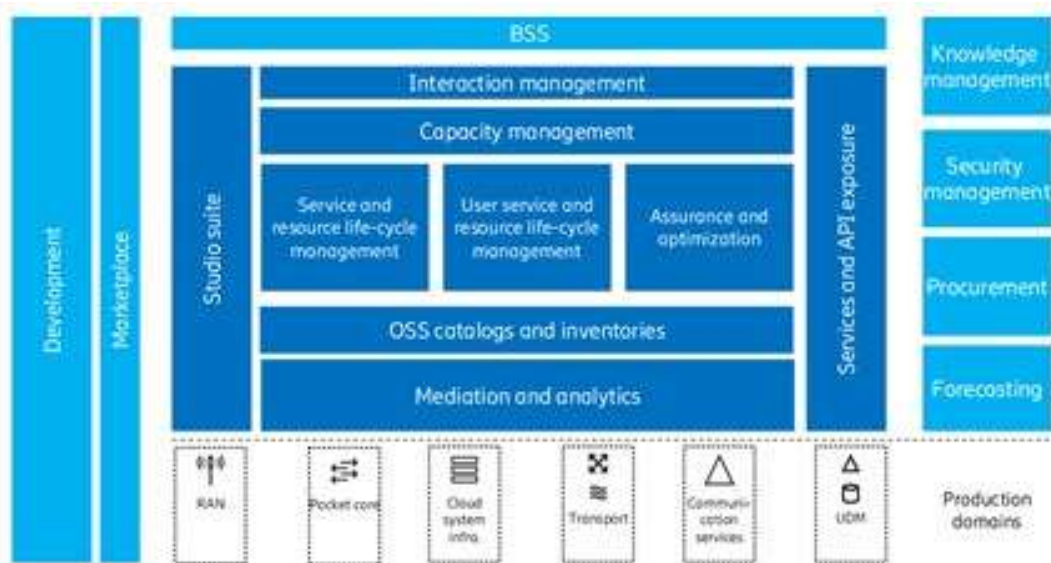 BSS
Interaction management
Capacity management
Service and
resource life-cycle
management
User service and
resource life-cycle
management
Assurance and
optimization
OSS catalogs and inventories
Mediation and analytics
Development
Marketplace
Studio suite
Services and API exposure
Knowledge
management
Security
management
Procurement
Forecasting
RAN
Packet core
Cloud
system
infra.
Transport
Communi-
cation
services
UDM
Production
domains